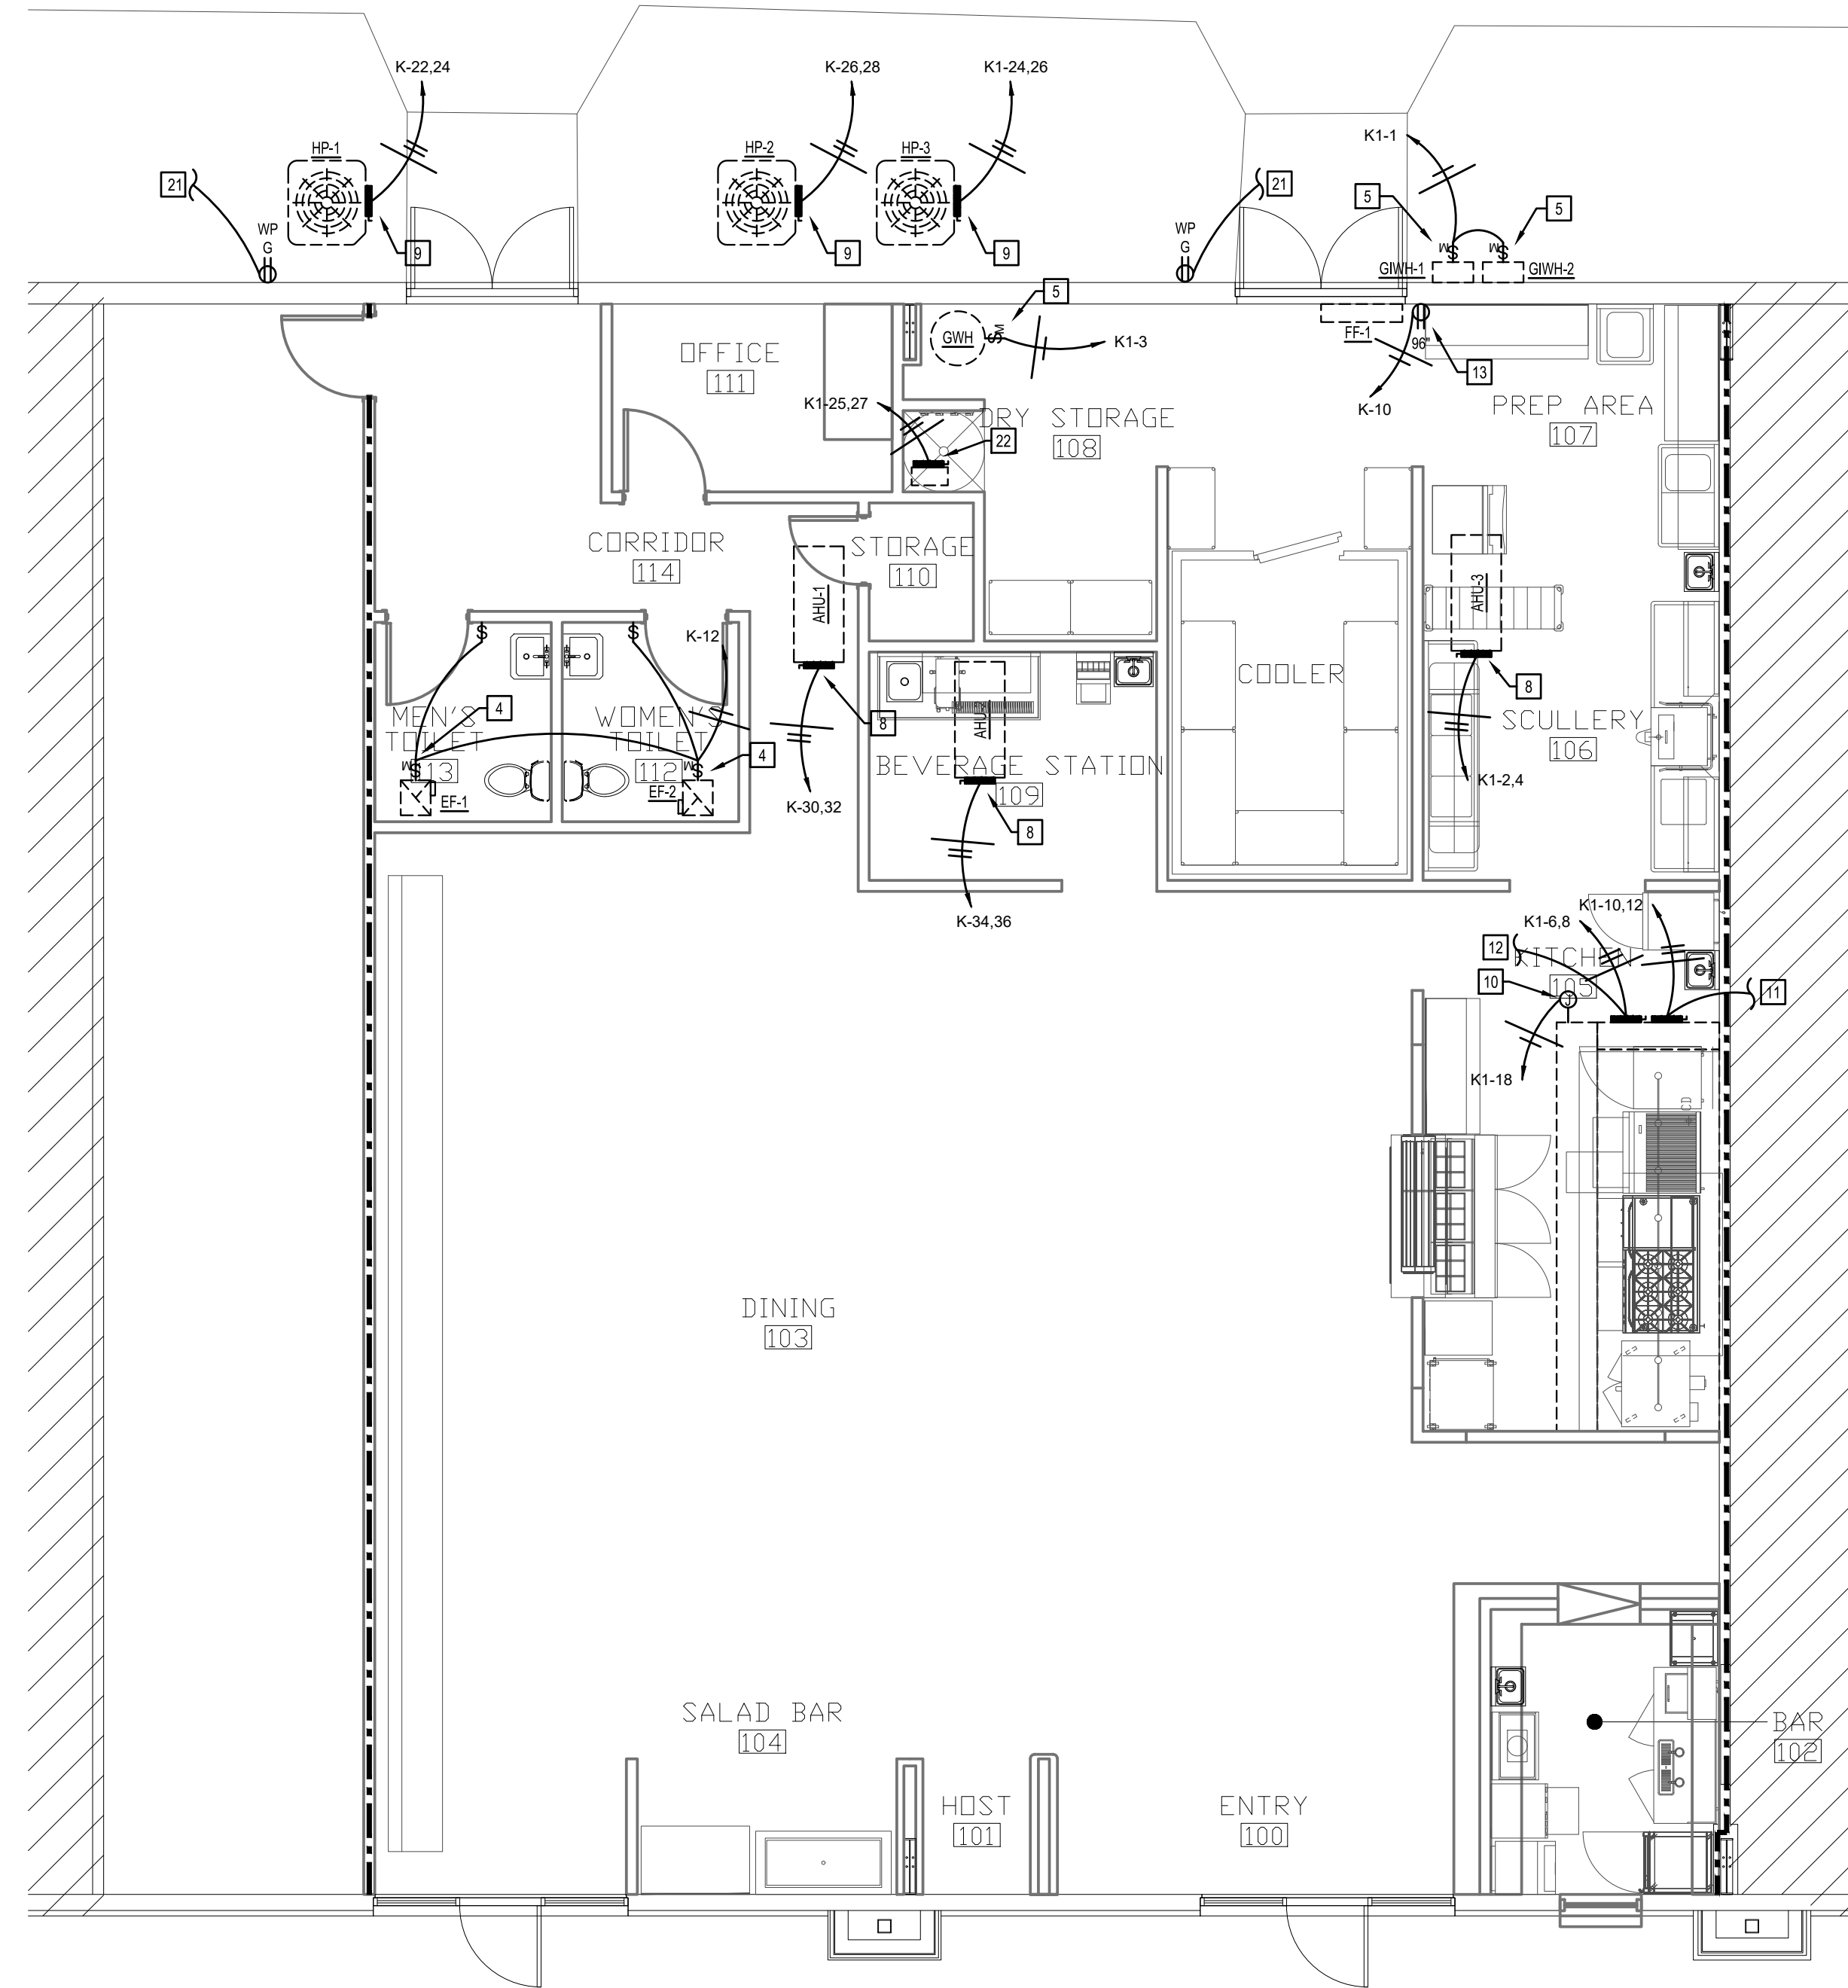 K-22,24
K-26,28
K1-24,26
K1-1
HP-1
HP-2
HP-3
21
21
5
5
WP
G
WP
G
9
9
9
$M
$M
GIWH-1
GIWH-2
5
GWH
$M
K1-3
FF-1
96"
13
K-10
OFFICE
111
K1-25,27
DRY STORAGE
108
22
PREP AREA
107
CORRIDOR
114
STORAGE
110
AHU-1
AHU-3
$
$
K-12
COOLER
8
MEN'S
TOILET
113
4
WOMEN'S
TOILET
112
4
8
AHU-2
SCULLERY
106
BEVERAGE STATION
109
K1-2,4
$M
$M
EF-1
EF-2
K-30,32
8
K-34,36
K1-6,8
K1-10,12
12
KITCHEN
105
10
J
11
K1-18
CD
DINING
103
SALAD BAR
104
BAR
102
HOST
101
ENTRY
100